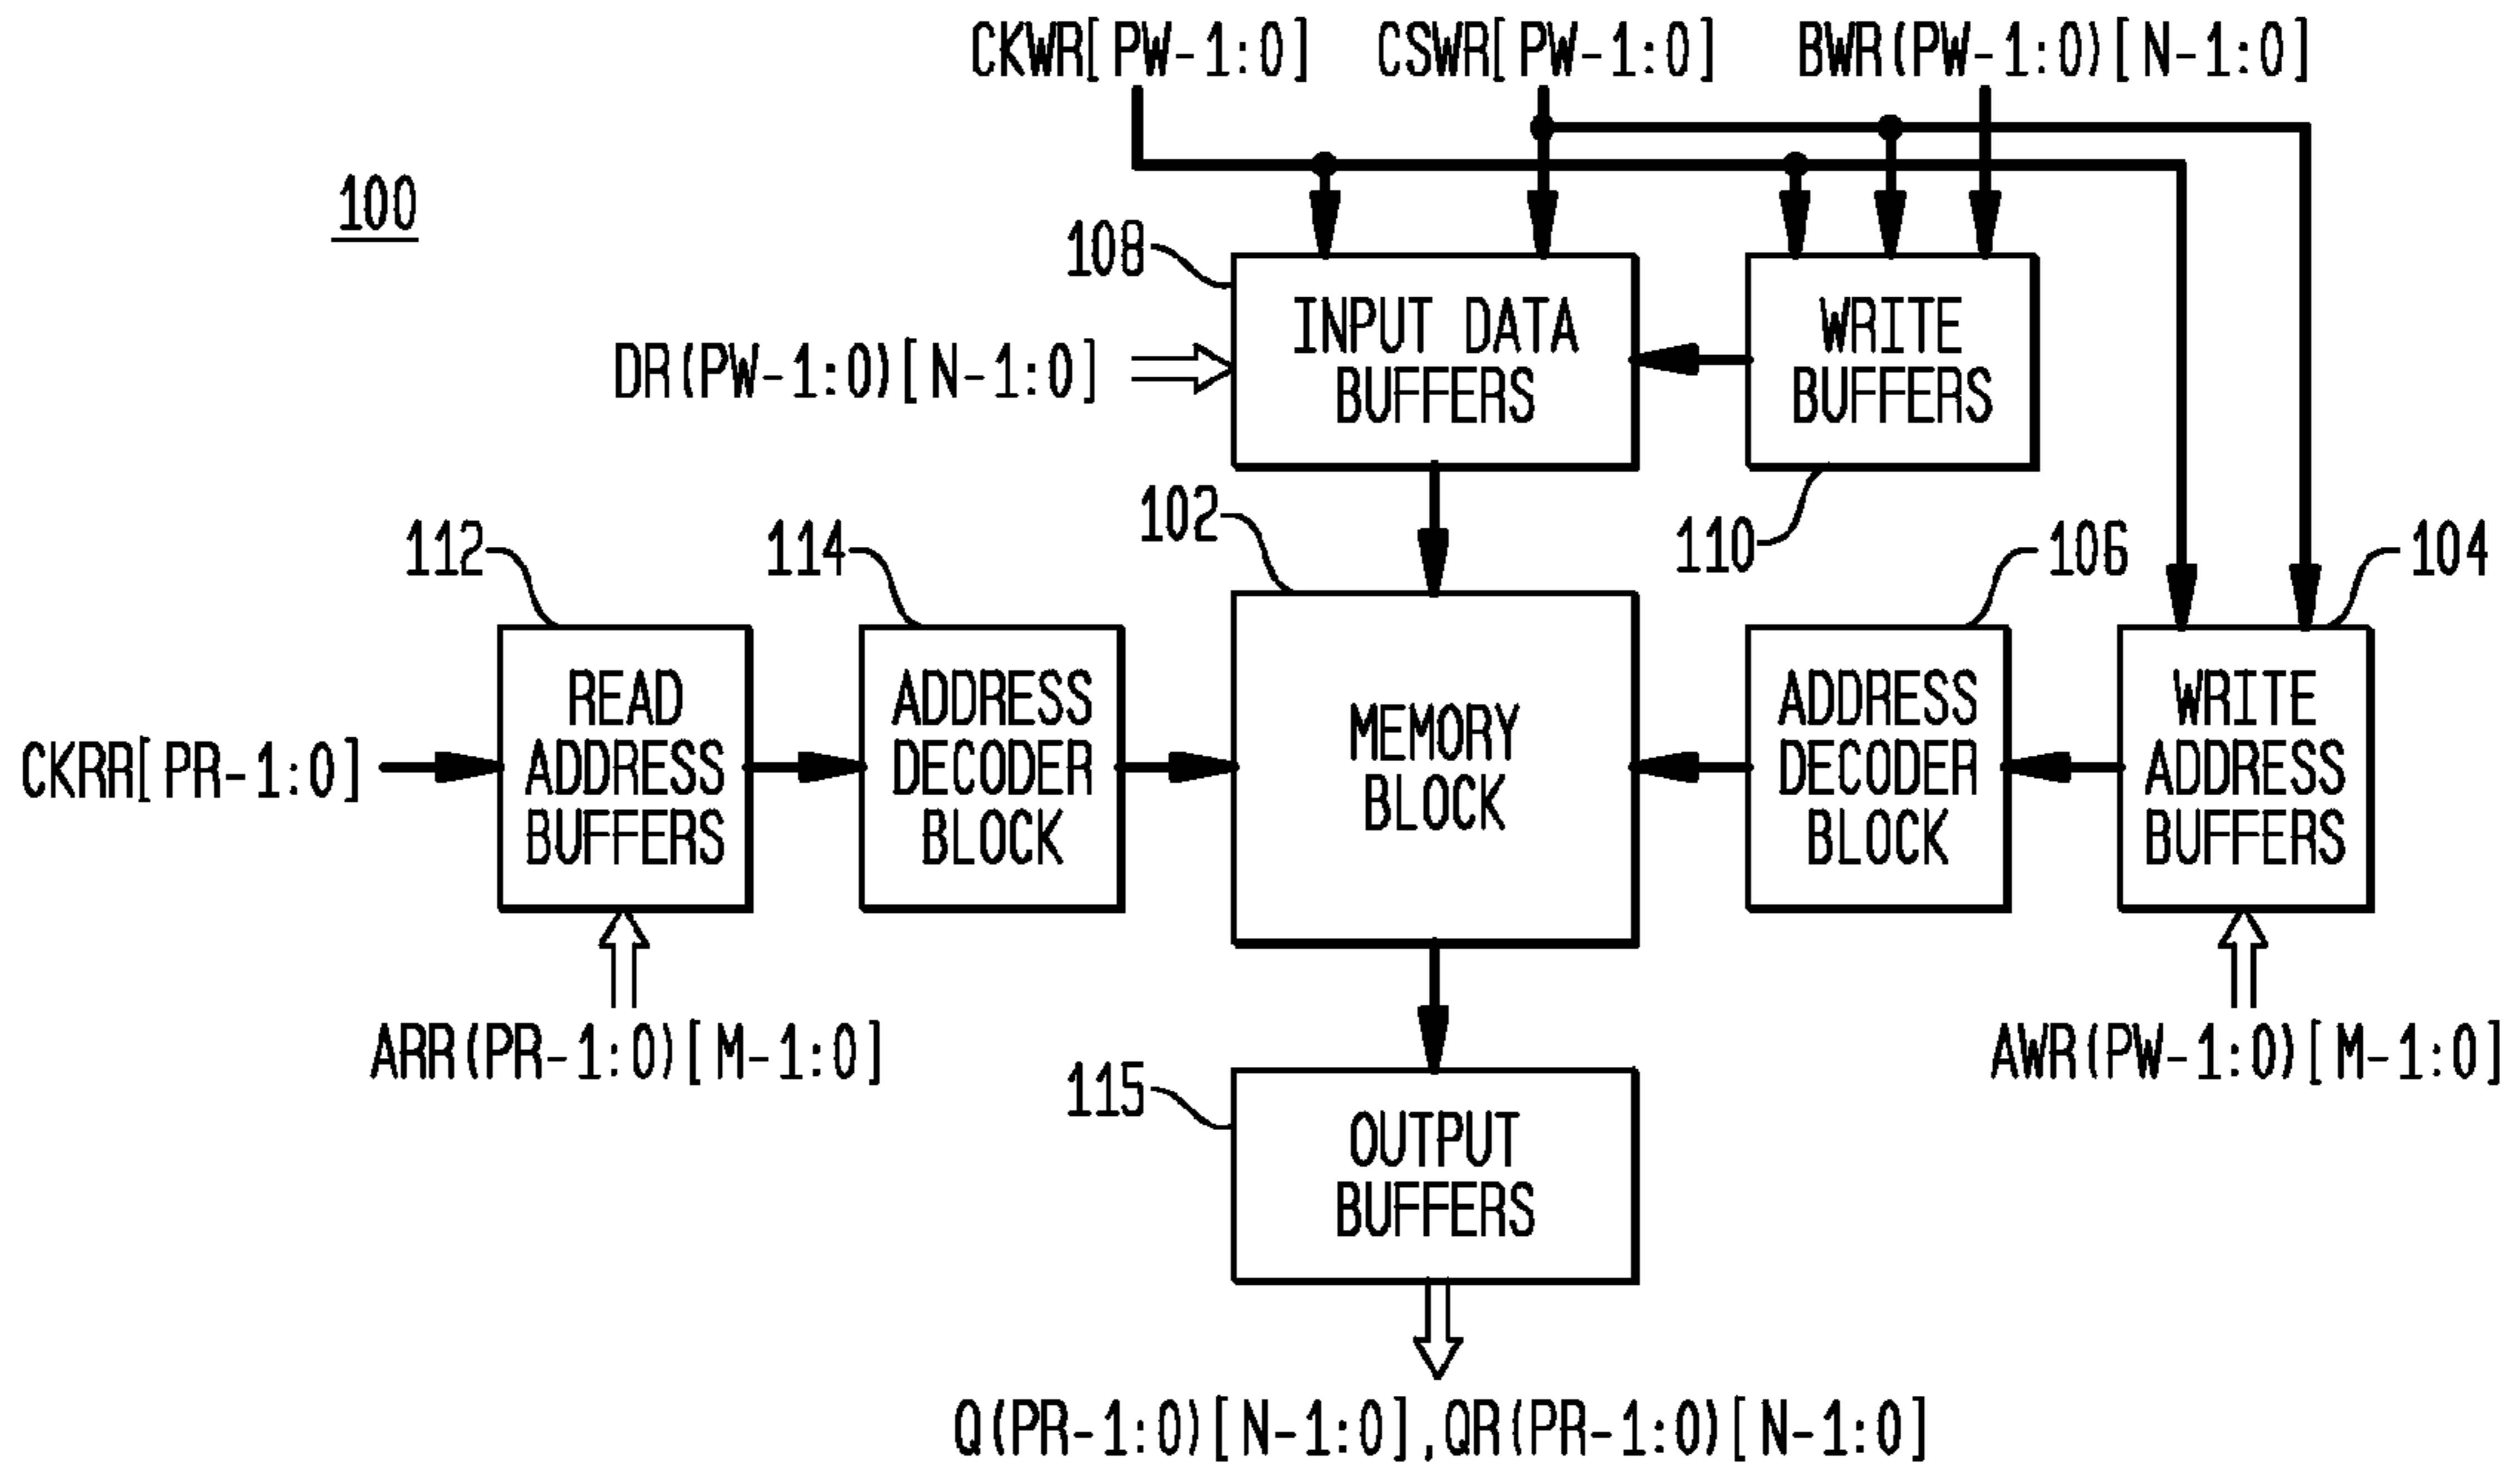 CKWR[PW-1:0] CSWR[PW-1:0] BWR(PW-1:0)[N-1:0]
100
108
INPUT DATA
BUFFERS
WRITE
BUFFERS
DR(PW-1:0)[N-1:0]
110
102
112
114
106
104
READ
ADDRESS
BUFFERS
ADDRESS
DECODER
BLOCK
MEMORY
BLOCK
ADDRESS
DECODER
BLOCK
WRITE
ADDRESS
BUFFERS
CKRR[PR-1:0]
ARR(PR-1:0)[M-1:0]
AWR(PW-1:0)[M-1:0]
115
OUTPUT
BUFFERS
Q(PR-1:0)[N-1:0],QR(PR-1:0)[N-1:0]